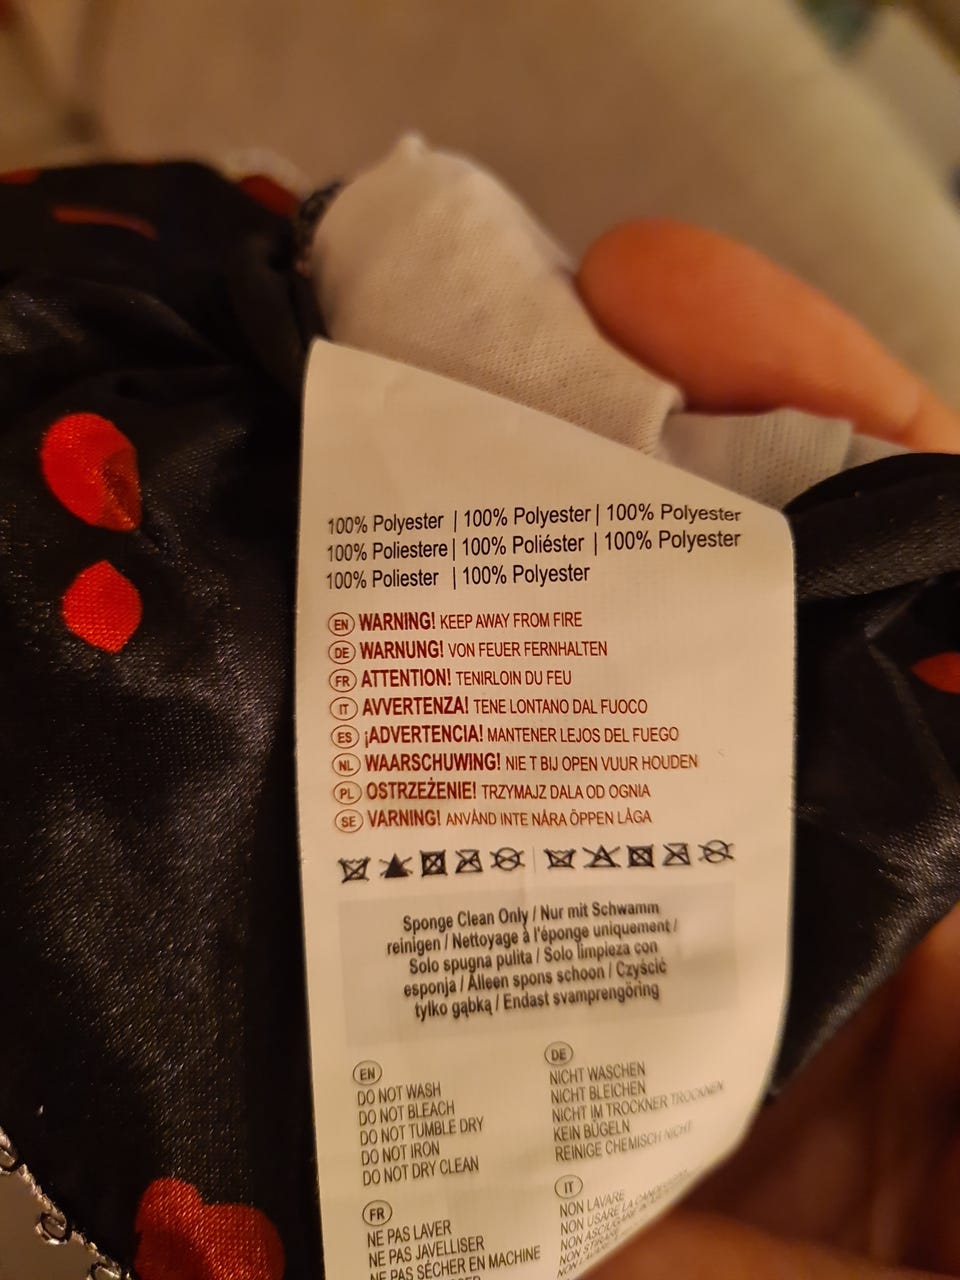 100% Polyester | 100% Polyester | 100% Polyester
100% Poliestere | 100% Poliéster | 100% Polyester
100% Poliester | 100% Polyester
EN WARNING! KEEP AWAY FROM FIRE
DE WARNUNG! VON FEUER FERNHALTEN
FR ATTENTION! TENIRLOIN DU FEU
IT AVVERTENZA! TENE LONTANO DAL FUOCO
ES ¡ADVERTENCIA! MANTENER LEJOS DEL FUEGO
NL WAARSCHUWING! NIE T BIJ OPEN VUUR HOUDEN
PL OSTRZEŻENIE! TRZYMAJZ DALA OD OGNIA
SE VARNING! ANVÄND INTE NÄRA ÖPPEN LÅGA
Sponge Clean Only / Nur mit Schwamm
reinigen / Nettoyage à l'éponge uniquement /
Solo spugna pulita / Solo limpieza con
esponja / Alleen spons schoon / Czyścić
tylko gąbką / Endast svamprengöring
EN
DO NOT WASH
DO NOT BLEACH
DO NOT TUMBLE DRY
DO NOT IRON
DO NOT DRY CLEAN
DE
NICHT WASCHEN
NICHT BLEICHEN
NICHT IM TROCKNER TROCKNEN
KEIN BÜGELN
REINIGE CHEMISCH NICHT
FR
NE PAS LAVER
NE PAS JAVELLISER
NE PAS SÉCHER EN MACHINE
IT
NON LAVARE
NON USARE LA
NON
NON
NON